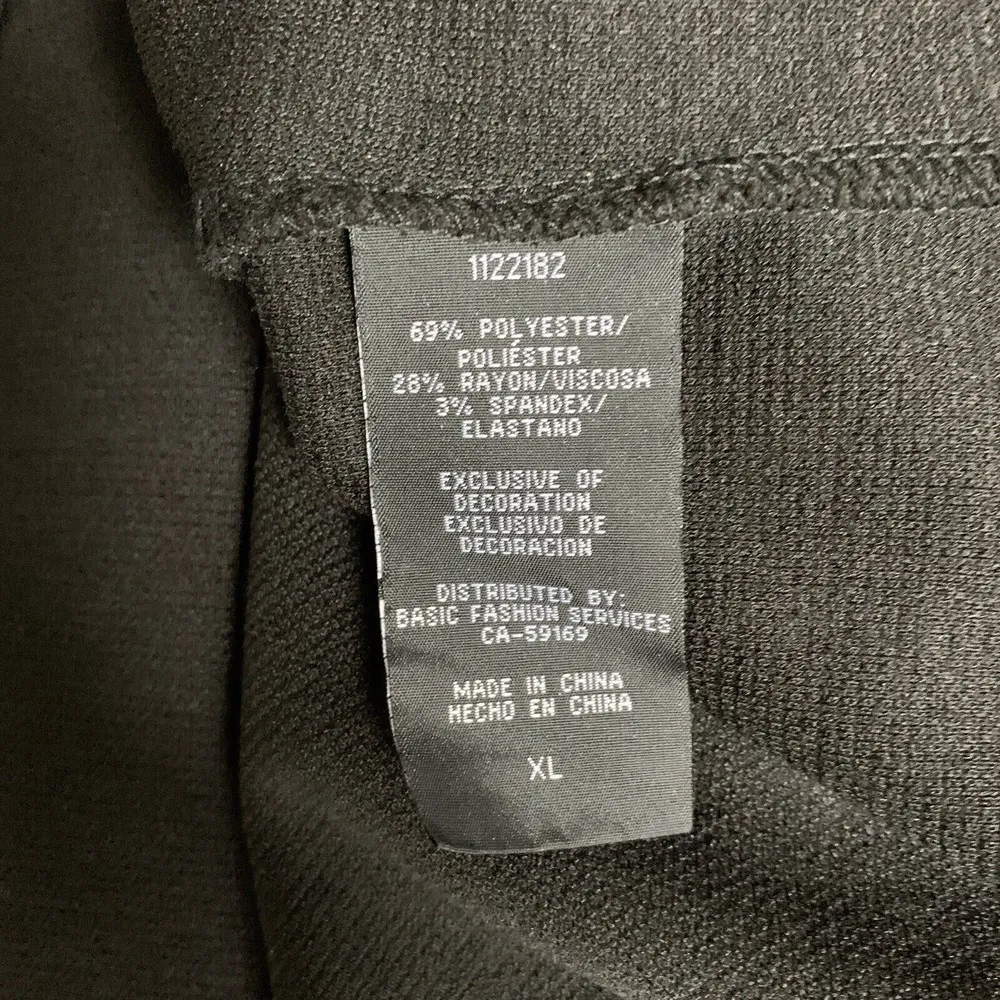 1122182
69% POLYESTER/
POLIÉSTER
28% RAYON/VISCOSA
3% SPANDEX/
ELASTANO
EXCLUSIVE OF
DECORATION
EXCLUSIVO DE
DECORACION
DISTRIBUTED BY:
BASIC FASHION SERVICES
CA-59169
MADE IN CHINA
HECHO EN CHINA
XL